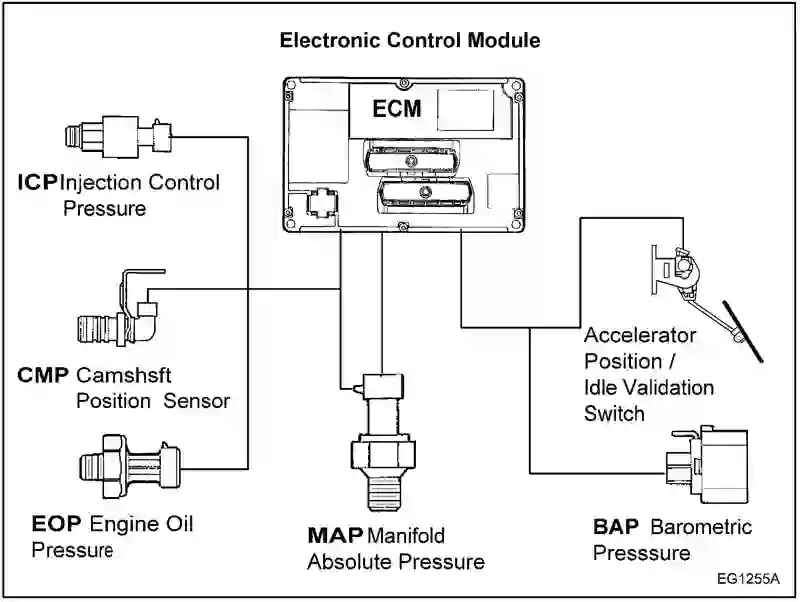 Electronic Control Module
ECM
ICP Injection Control
Pressure
CMP Camshsft
Position Sensor
EOP Engine Oil
Pressure
MAP Manifold
Absolute Pressure
Accelerator
Position /
Idle Validation
Switch
BAP Barometric
Presssure
EG1255A